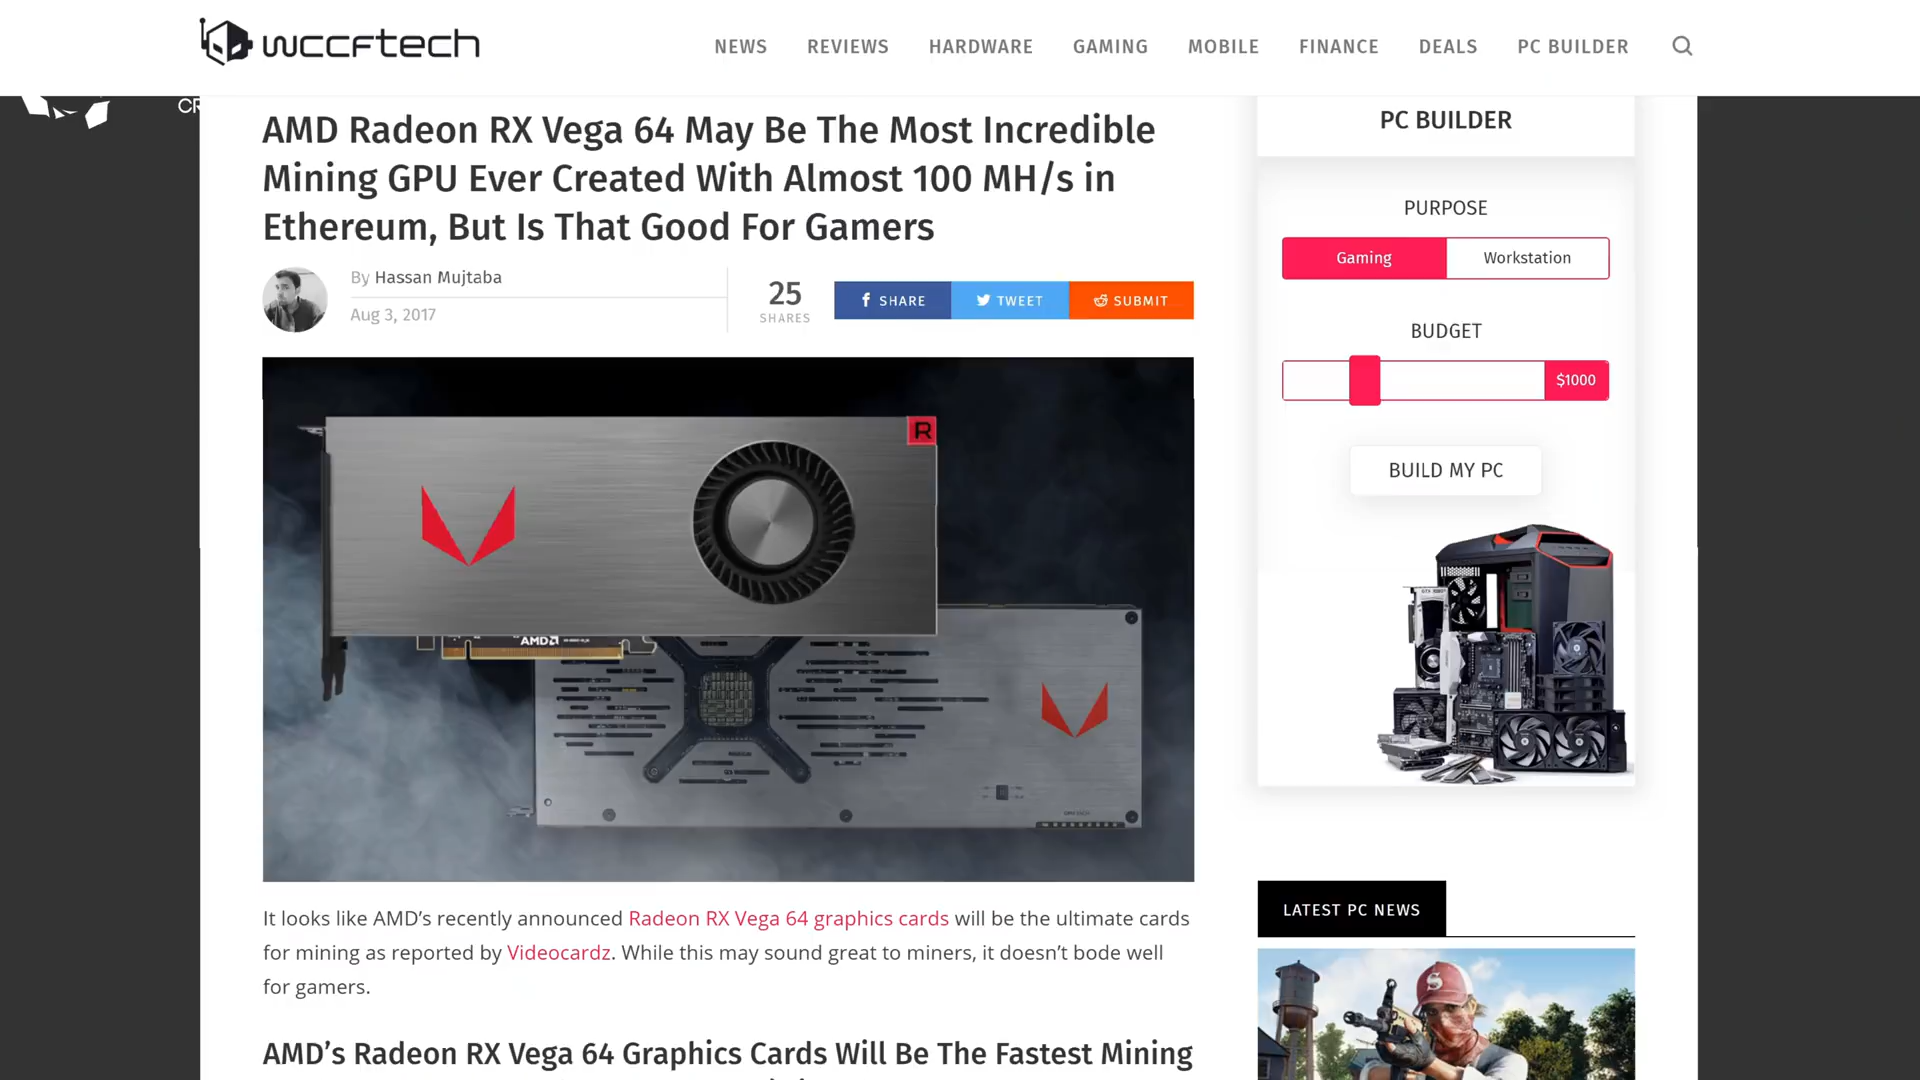 wccftech
NEWS
REVIEWS
HARDWARE
GAMING
MOBILE
FINANCE
DEALS
PC BUILDER
CR
AMD Radeon RX Vega 64 May Be The Most Incredible
Mining GPU Ever Created With Almost 100 MH/s in
Ethereum, But Is That Good For Gamers
By Hassan Mujtaba
Aug 3, 2017
25
SHARES
SHARE
TWEET
SUBMIT
R
AMD
It looks like AMD’s recently announced Radeon RX Vega 64 graphics cards will be the ultimate cards
for mining as reported by Videocardz. While this may sound great to miners, it doesn’t bode well
for gamers.
AMD’s Radeon RX Vega 64 Graphics Cards Will Be The Fastest Mining
PC BUILDER
PURPOSE
Gaming
Workstation
BUDGET
$1000
BUILD MY PC
LATEST PC NEWS
S